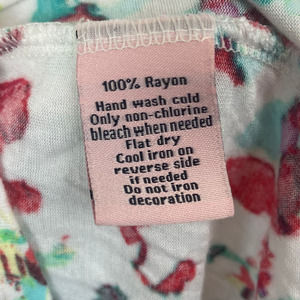 100% Rayon
Hand wash cold
Only non-chlorine
bleach when needed
Flat dry
Cool iron on
reverse side
if needed
Do not iron
decoration